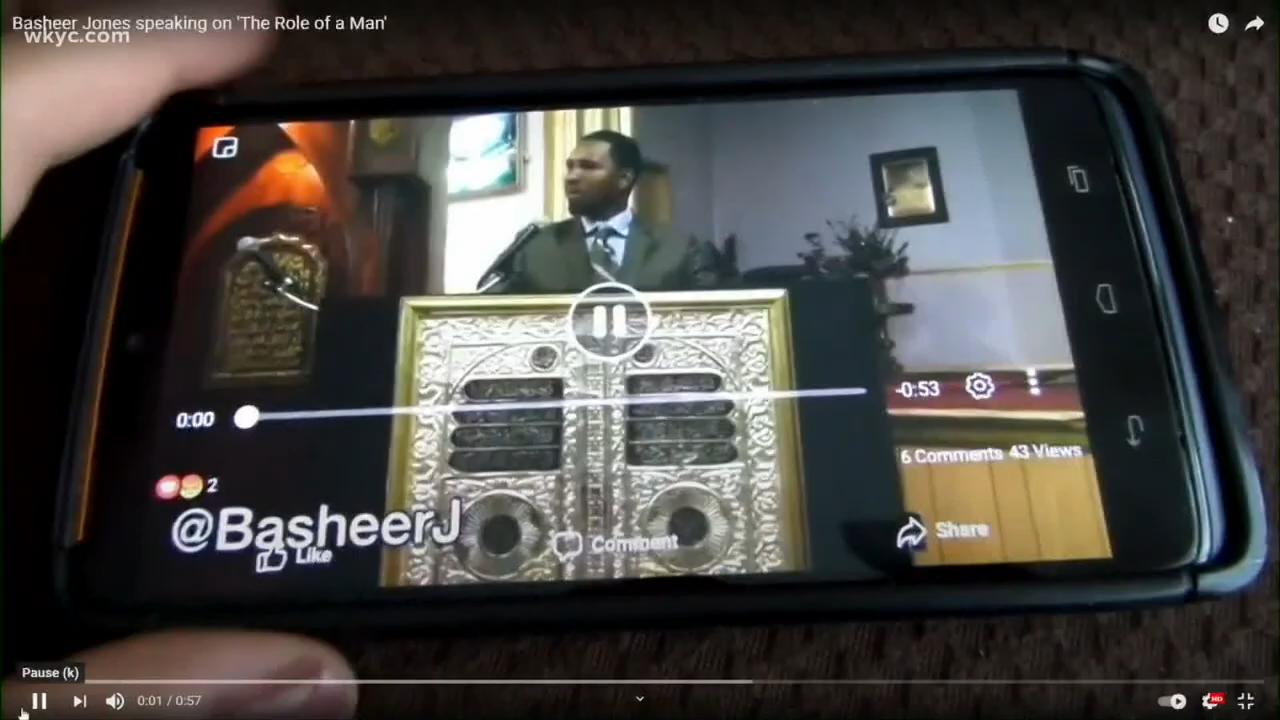 Basheer Jones speaking on 'The Role of a Man'
wkyc.com
0:00
-0:53
6 Comments 43 Views
2
@BasheerJ
Like
Comment
Share
Pause (k)
0:01 / 0:57
HD